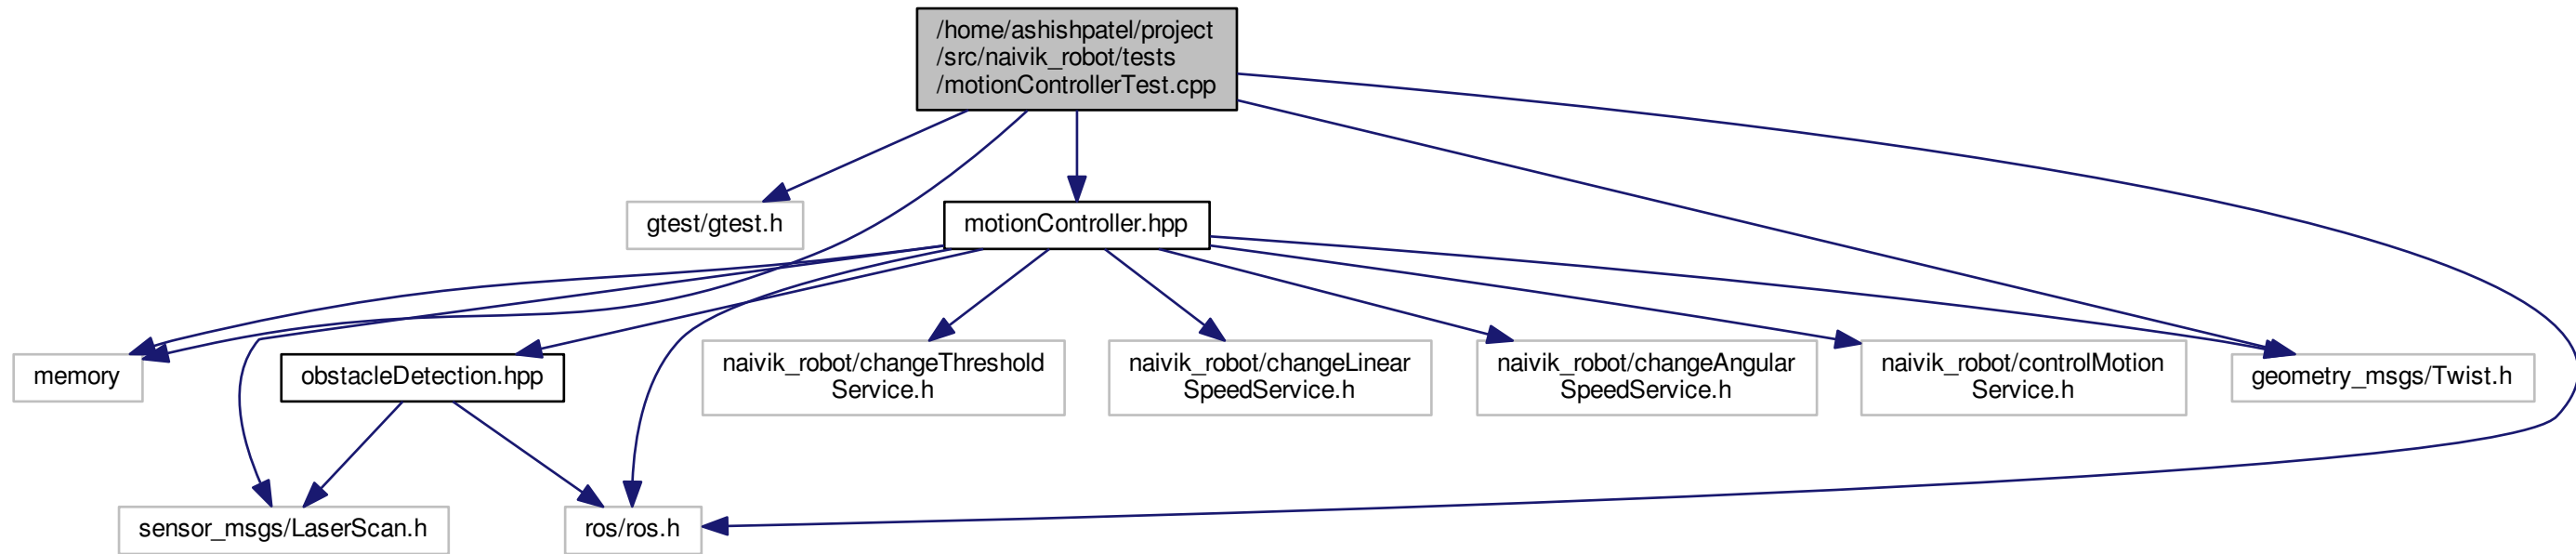 /home/ashishpatel/project
/src/naivik_robot/tests
/motionControllerTest.cpp
gtest/gtest.h
motionController.hpp
memory
obstacleDetection.hpp
naivik_robot/changeThreshold
Service.h
naivik_robot/changeLinear
SpeedService.h
naivik_robot/changeAngular
SpeedService.h
naivik_robot/controlMotion
Service.h
geometry_msgs/Twist.h
sensor_msgs/LaserScan.h
ros/ros.h